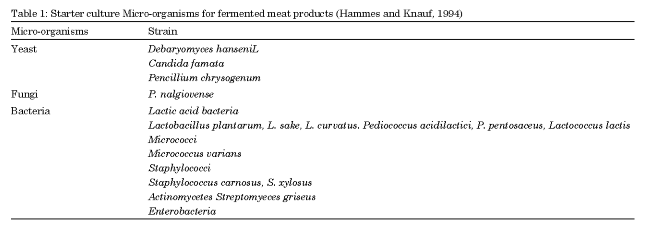 Table 1: Starter culture Micro-organisms for fermented meat products (Hammes and Knauf, 1994)
Micro-organisms Strain
Yeast Debaryomyces hanseniL
Candida famata
Pencillium chrysogenum
Fungi P. nalgiovense
Bacteria Lactic acid bacteria
Lactobacillus plantarum, L. sake, L. curvatus. Pediococcus acidilactici, P. pentosaceus, Lactococcus lactis
Micrococci
Micrococcus varians
Staphylococci
Staphylococcus carnosus, S. xylosus
Actinomycetes Streptomyeces griseus
Enterobacteria